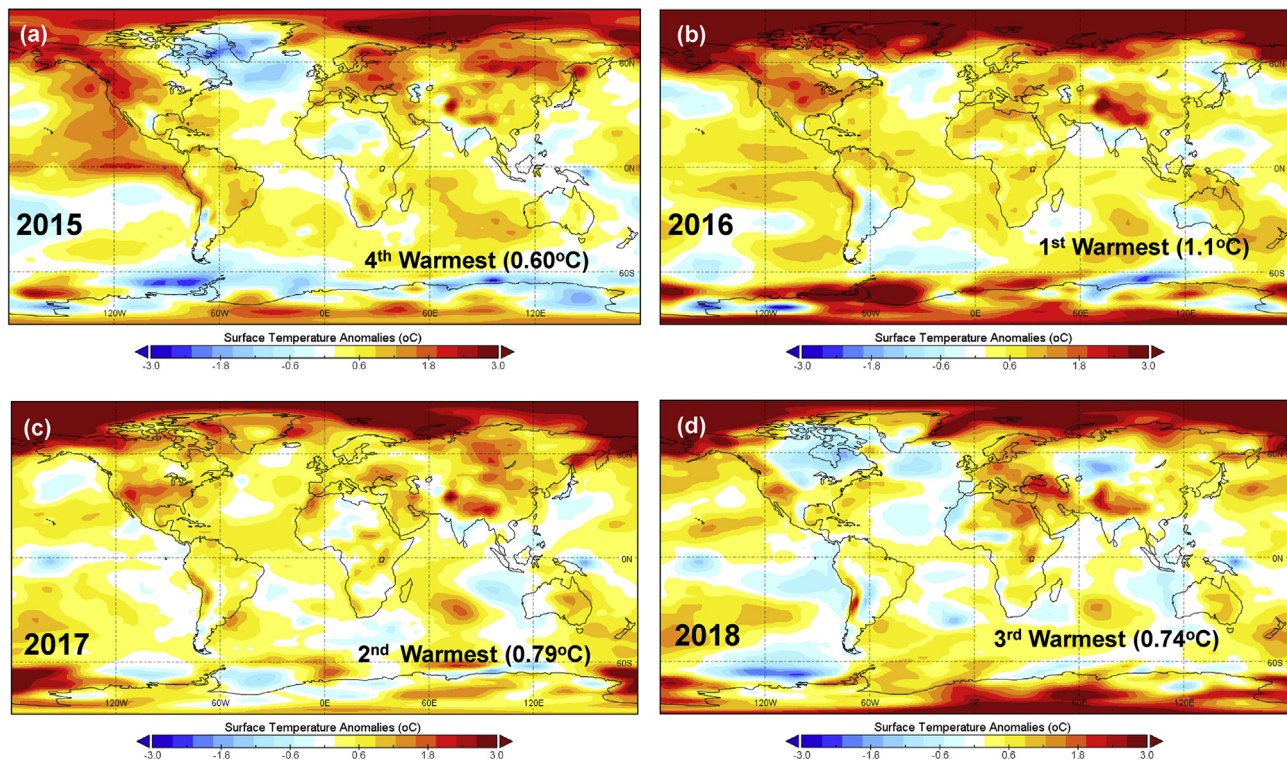 (a)
60N
0N
2015
4th Warmest (0.60oC)
60S
120W 60W 0E 60E 120E
Surface Temperature Anomalies (oC)
-3.0 -1.8 -0.6 0.6 1.8 3.0
(b)
60N
0N
2016
1st Warmest (1.1oC)
60S
120W 60W 0E 60E 120E
Surface Temperature Anomalies (oC)
-3.0 -1.8 -0.6 0.6 1.8 3.0
(c)
60N
0N
2017
2nd Warmest (0.79oC)
60S
120W 60W 0E 60E 120E
Surface Temperature Anomalies (oC)
-3.0 -1.8 -0.6 0.6 1.8 3.0
(d)
60N
0N
2018
3rd Warmest (0.74oC)
60S
120W 60W 0E 60E 120E
Surface Temperature Anomalies (oC)
-3.0 -1.8 -0.6 0.6 1.8 3.0